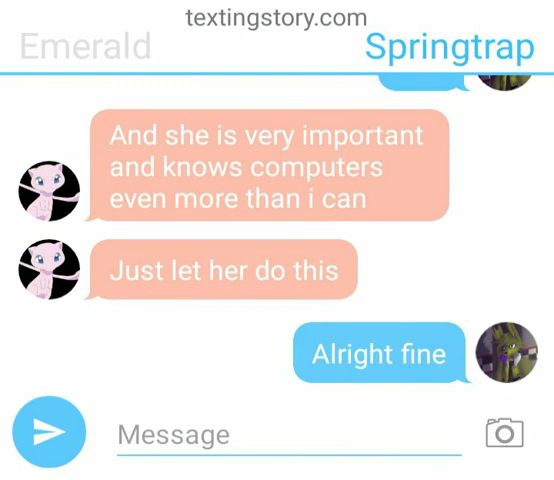 textingstory.com
Emerald
Springtrap
And she is very important
and knows computers
even more than i can
Just let her do this
Alright fine
Message